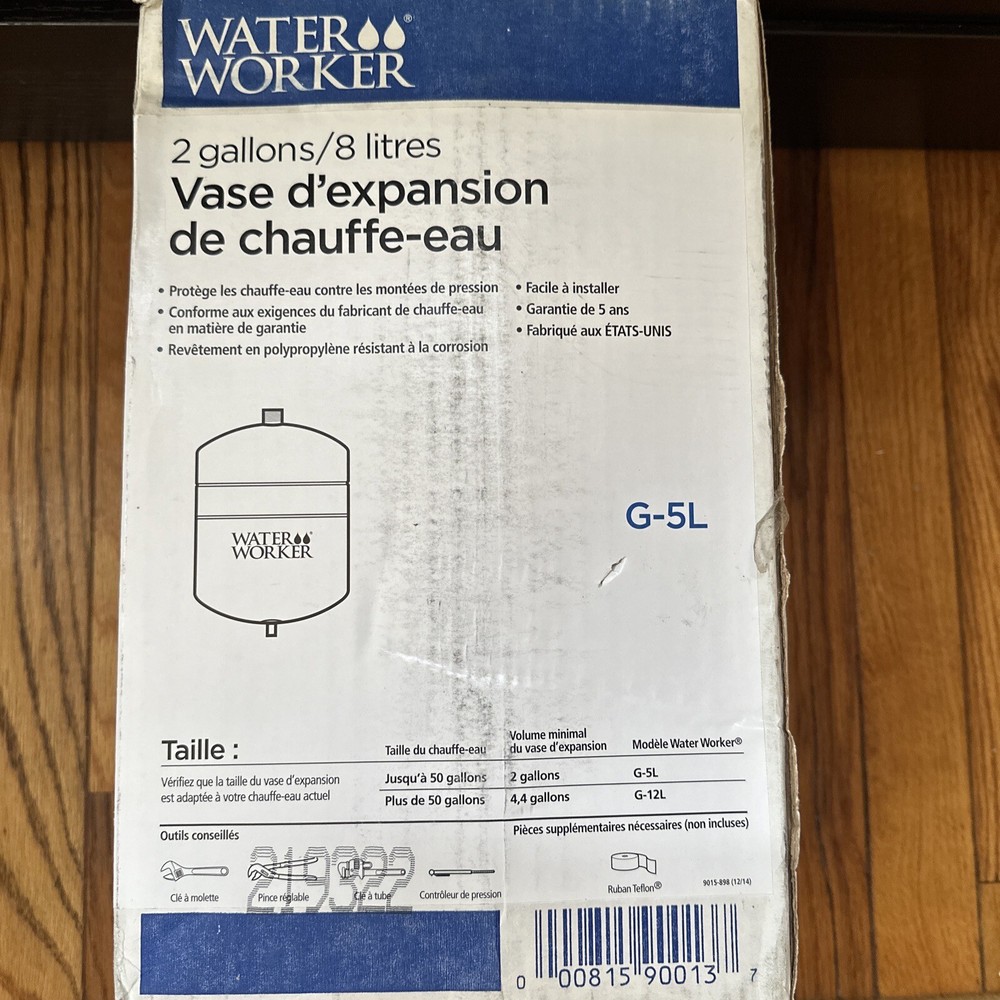 WATER®
WORKER
2 gallons/8 litres
Vase d'expansion
de chauffe-eau
• Protège les chauffe-eau contre les montées de pression
• Conforme aux exigences du fabricant de chauffe-eau
en matière de garantie
• Revêtement en polypropylène résistant à la corrosion
• Facile à installer
• Garantie de 5 ans
• Fabriqué aux ÉTATS-UNIS
WATER®
WORKER
G-5L
Taille :
Vérifiez que la taille du vase d'expansion
est adaptée à votre chauffe-eau actuel
Taille du chauffe-eau
Volume minimal
du vase d'expansion
Modèle Water Worker®
Jusqu'à 50 gallons 2 gallons G-5L
Plus de 50 gallons 4,4 gallons G-12L
Outils conseillés
Pièces supplémentaires nécessaires (non incluses)
219322
Clé à molette
Pince réglable
Clé à tube
Contrôleur de pression
Ruban Teflon®
9015-898 (12/14)
0 00815 90013 7